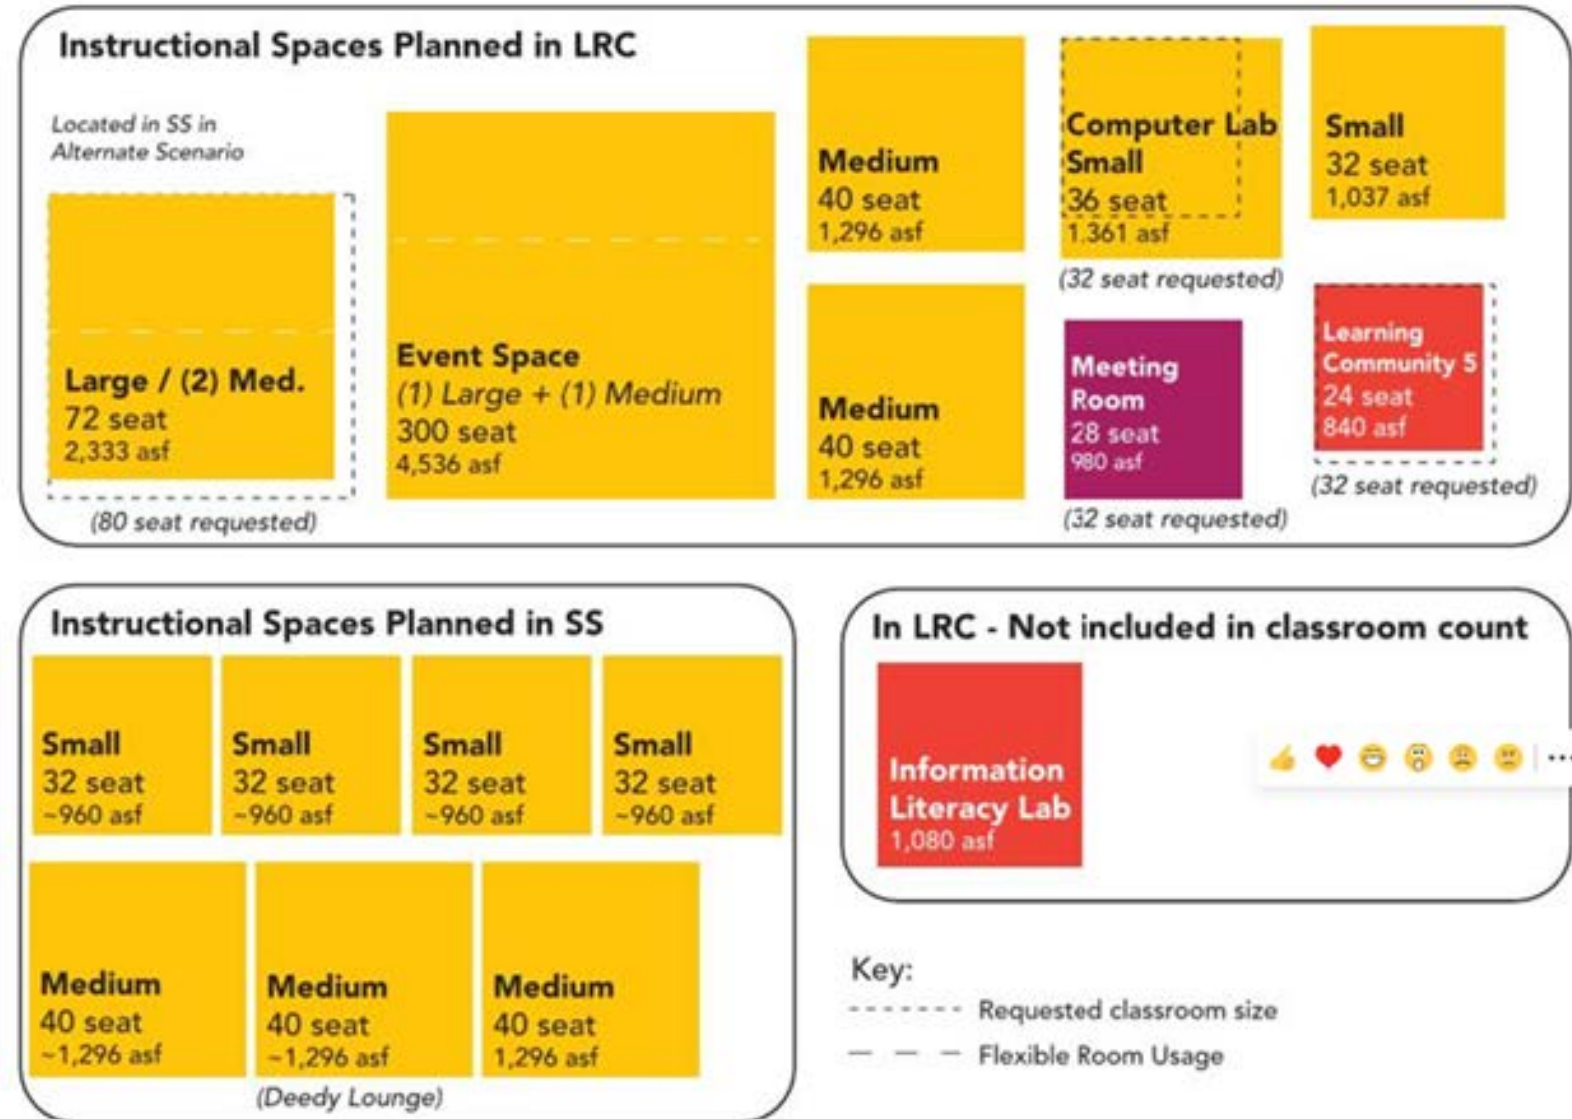 Instructional Spaces Planned in LRC
Located in SS in
Alternate Scenario
Large / (2) Med.
72 seat
2,333 asf
(80 seat requested)
Event Space
(1) Large + (1) Medium
300 seat
4,536 asf
Medium
40 seat
1,296 asf
Medium
40 seat
1,296 asf
Computer Lab
Small
36 seat
1.361 asf
(32 seat requested)
Meeting
Room
28 seat
980 asf
(32 seat requested)
Small
32 seat
1,037 asf
Learning
Community 5
24 seat
840 asf
(32 seat requested)
Instructional Spaces Planned in SS
Small
32 seat
~960 asf
Small
32 seat
~960 asf
Small
32 seat
~960 asf
Small
32 seat
~960 asf
Medium
40 seat
~1,296 asf
Medium
40 seat
~1,296 asf
(Deedy Lounge)
Medium
40 seat
1,296 asf
In LRC - Not included in classroom count
Information
Literacy Lab
1,080 asf
Key:
Requested classroom size
Flexible Room Usage